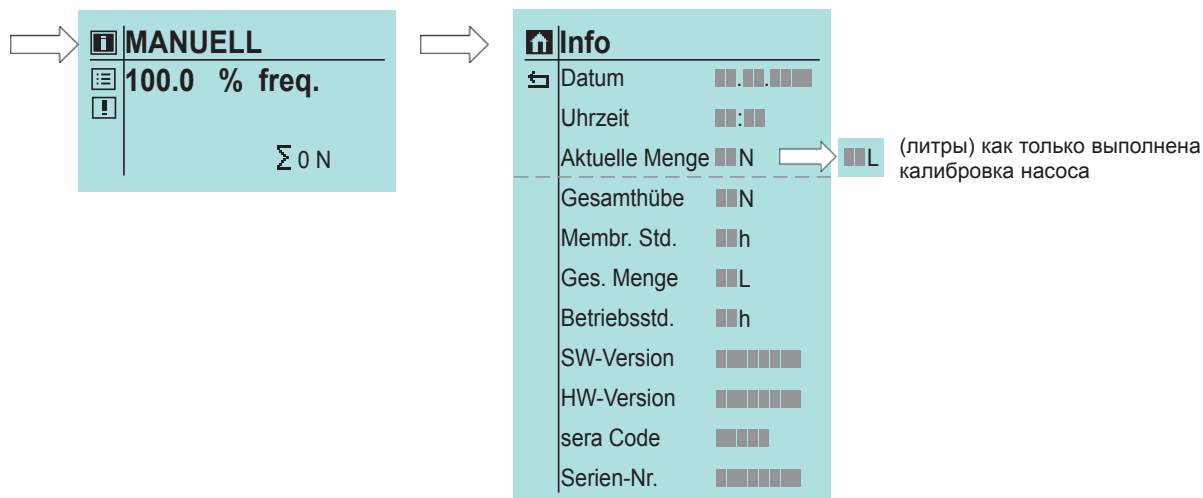 MANUELL
100.0 % freq.
Σ 0 N
Info
Datum . .
Uhrzeit :
Aktuelle Menge N
L
(литры) как только выполнена
калибровка насоса
Gesamthübe N
Membr. Std. h
Ges. Menge L
Betriebsstd. h
SW-Version
HW-Version
sera Code
Serien-Nr.